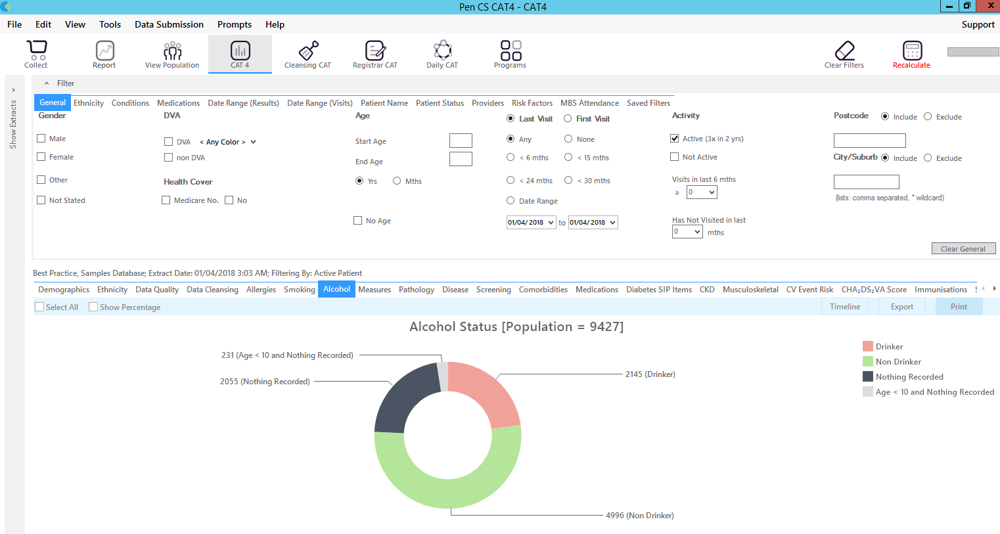 Pen CS CAT4 - CAT4
File Edit View Tools Data Submission Prompts Help Support
Collect Report View Population CAT 4 Cleansing CAT Registrar CAT Daily CAT Programs Clear Filters Recalculate
Show Extracts
Filter
General Ethnicity Conditions Medications Date Range (Results) Date Range (Visits) Patient Name Patient Status Providers Risk Factors MBS Attendance Saved Filters
Gender DVA Age Last Visit First Visit Activity Postcode Include Exclude
Male DVA < Any Color > Start Age Any None Active (3x in 2 yrs)
Female non DVA End Age < 6 mths < 15 mths Not Active City/Suburb Include Exclude
Other Health Cover Yrs Mths < 24 mths < 30 mths Visits in last 6 mths
≥ 0
Not Stated Medicare No. No Date Range (lists: comma separated, * wildcard)
No Age 01/04/2018 to 01/04/2018 Has Not Visited in last
0 mths
Clear General
Best Practice, Samples Database; Extract Date: 01/04/2018 3:03 AM; Filtering By: Active Patient
Demographics Ethnicity Data Quality Data Cleansing Allergies Smoking Alcohol Measures Pathology Disease Screening Comorbidities Medications Diabetes SIP Items CKD Musculoskeletal CV Event Risk CHA₂DS₂VA Score Immunisations
Select All Show Percentage Timeline Export Print
Alcohol Status [Population = 9427]
231 (Age < 10 and Nothing Recorded)
2055 (Nothing Recorded)
2145 (Drinker)
4996 (Non Drinker)
Drinker
Non Drinker
Nothing Recorded
Age < 10 and Nothing Recorded